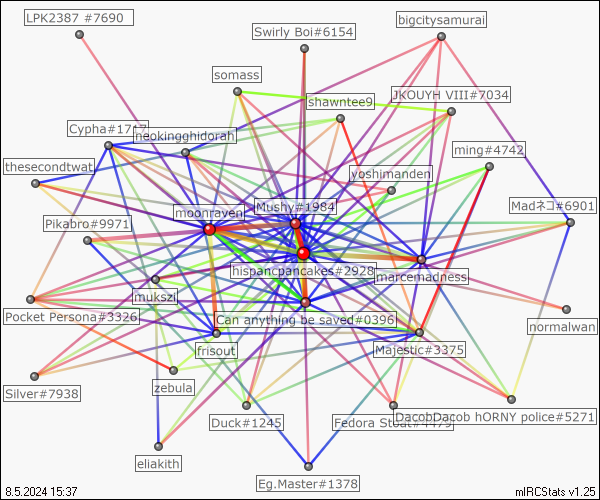 LPK2387 #7690
bigcitysamurai
Swirly Boi#6154
somass
shawntee9
JKOUYH VIII#7034
Cypha#1717
neokingghidorah
ming#4742
thesecondtwat
yoshimanden
moonraven
Mushy#1984
Madネコ#6901
Pikabro#9971
hispancpancakes#2928
marcemadness
mukszi
Pocket Persona#3326
Can anything be saved#0396
normalwan
frisout
Majestic#3375
zebula
Silver#7938
Duck#1245
Fedora Stoat#4479
DacobDacob hORNY police#5271
eliakith
Eg.Master#1378
8.5.2024 15:37
mIRCStats v1.25